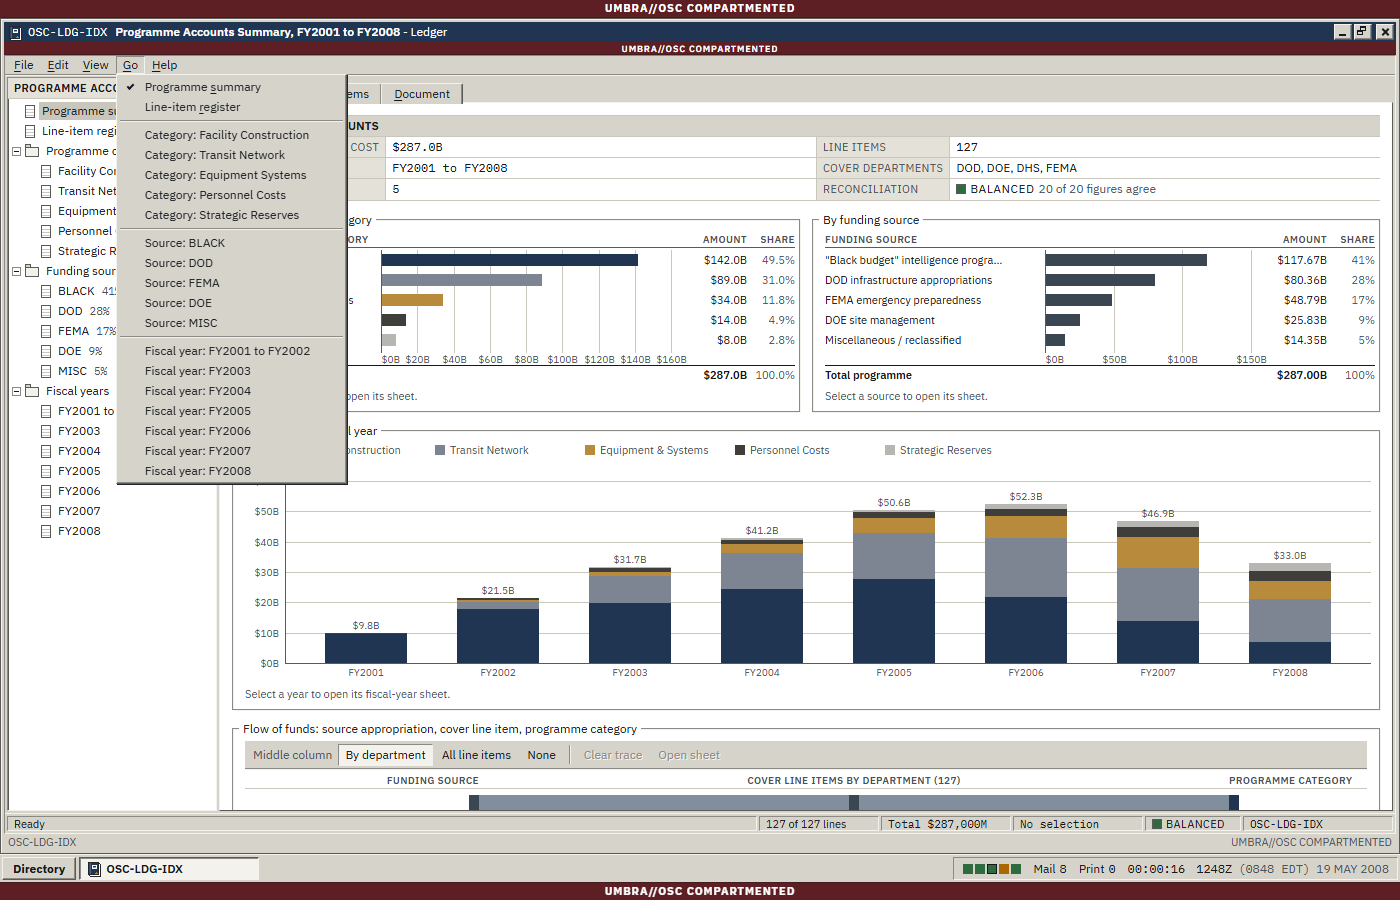 UMBRA//OSC COMPARTMENTED
OSC-LDG-IDX Programme Accounts Summary, FY2001 to FY2008 - Ledger
UMBRA//OSC COMPARTMENTED
File Edit View Go Help
PROGRAMME ACC
Programme su
Line-item regi
Programme c
Facility Co
Transit Net
Equipment
Personnel
Strategic R
Funding sour
BLACK 41
DOD 28%
FEMA 17%
DOE 9%
MISC 5%
Fiscal years
FY2001 to
FY2003
FY2004
FY2005
FY2006
FY2007
FY2008
Programme summary
Line-item register
Category: Facility Construction
Category: Transit Network
Category: Equipment Systems
Category: Personnel Costs
Category: Strategic Reserves
Source: BLACK
Source: DOD
Source: FEMA
Source: DOE
Source: MISC
Fiscal year: FY2001 to FY2002
Fiscal year: FY2003
Fiscal year: FY2004
Fiscal year: FY2005
Fiscal year: FY2006
Fiscal year: FY2007
Fiscal year: FY2008
ems Document
UNTS
COST $287.0B LINE ITEMS 127
FY2001 to FY2008 COVER DEPARTMENTS DOD, DOE, DHS, FEMA
5 RECONCILIATION BALANCED 20 of 20 figures agree
gory
ORY AMOUNT SHARE
$142.0B 49.5%
$89.0B 31.0%
s $34.0B 11.8%
$14.0B 4.9%
$8.0B 2.8%
$0B $20B $40B $60B $80B $100B $120B $140B $160B
$287.0B 100.0%
pen its sheet.
By funding source
FUNDING SOURCE AMOUNT SHARE
"Black budget" intelligence progra... $117.67B 41%
DOD infrastructure appropriations $80.36B 28%
FEMA emergency preparedness $48.79B 17%
DOE site management $25.83B 9%
Miscellaneous / reclassified $14.35B 5%
$0B $50B $100B $150B
Total programme $287.00B 100%
Select a source to open its sheet.
l year
onstruction Transit Network Equipment & Systems Personnel Costs Strategic Reserves
$50B
$40B
$30B
$20B
$10B
$0B
$9.8B $21.5B $31.7B $41.2B $50.6B $52.3B $46.9B $33.0B
FY2001 FY2002 FY2003 FY2004 FY2005 FY2006 FY2007 FY2008
Select a year to open its fiscal-year sheet.
Flow of funds: source appropriation, cover line item, programme category
Middle column By department All line items None Clear trace Open sheet
FUNDING SOURCE COVER LINE ITEMS BY DEPARTMENT (127) PROGRAMME CATEGORY
Ready 127 of 127 lines Total $287,000M No selection BALANCED OSC-LDG-IDX
OSC-LDG-IDX UMBRA//OSC COMPARTMENTED
Directory OSC-LDG-IDX Mail 8 Print 0 00:00:16 1248Z (0848 EDT) 19 MAY 2008
UMBRA//OSC COMPARTMENTED